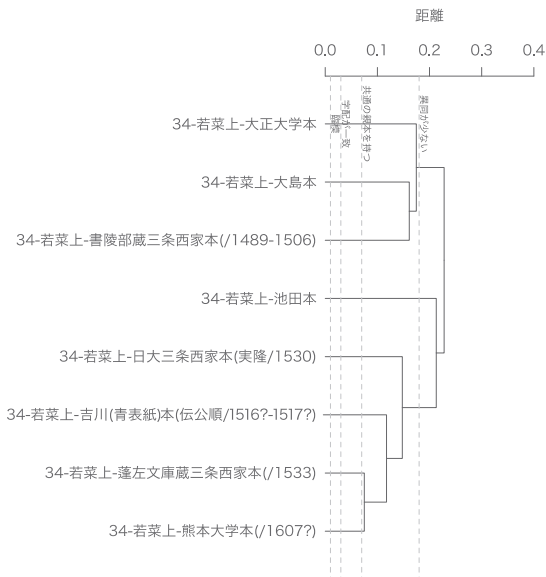 距離
0.0 0.1 0.2 0.3 0.4
字配が一致
共通の親本を持つ
異同が少ない
34-若菜上-大正大学本
34-若菜上-大島本
34-若菜上-書陵部蔵三条西家本(/1489-1506)
34-若菜上-池田本
34-若菜上-日大三条西家本(実隆/1530)
34-若菜上-吉川(青表紙)本(伝公順/1516?-1517?)
34-若菜上-蓬左文庫蔵三条西家本(/1533)
34-若菜上-熊本大学本(/1607?)